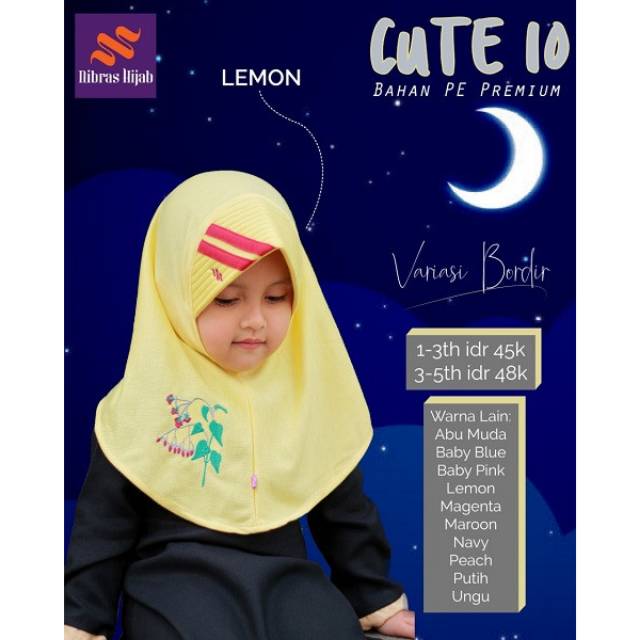 Nibras Hijab
CUTE 10
BAHAN PE PREMIUM
LEMON
Variasi Bordir
1-3th idr 45k
3-5th idr 48k
Warna Lain:
Abu Muda
Baby Blue
Baby Pink
Lemon
Magenta
Maroon
Navy
Peach
Putih
Ungu